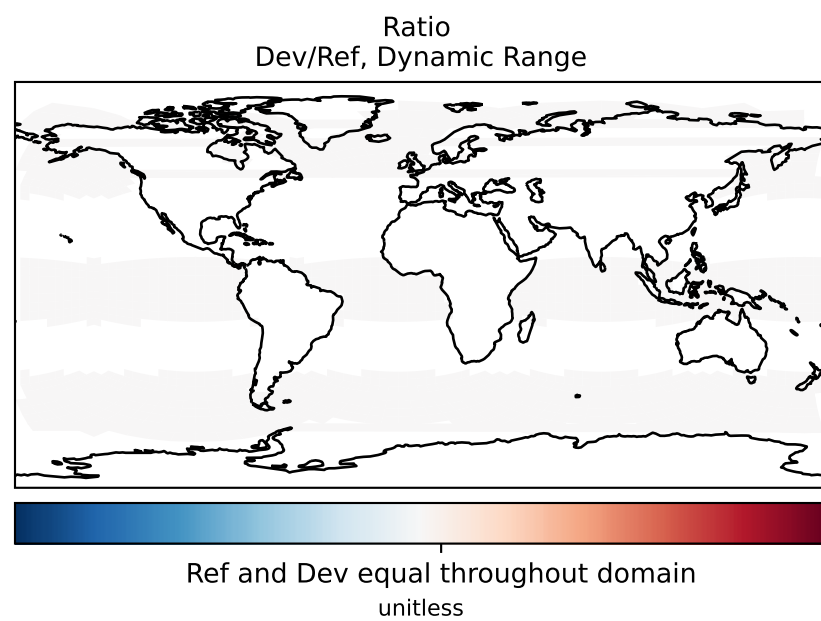 Ratio
Dev/Ref, Dynamic Range
Ref and Dev equal throughout domain
unitless